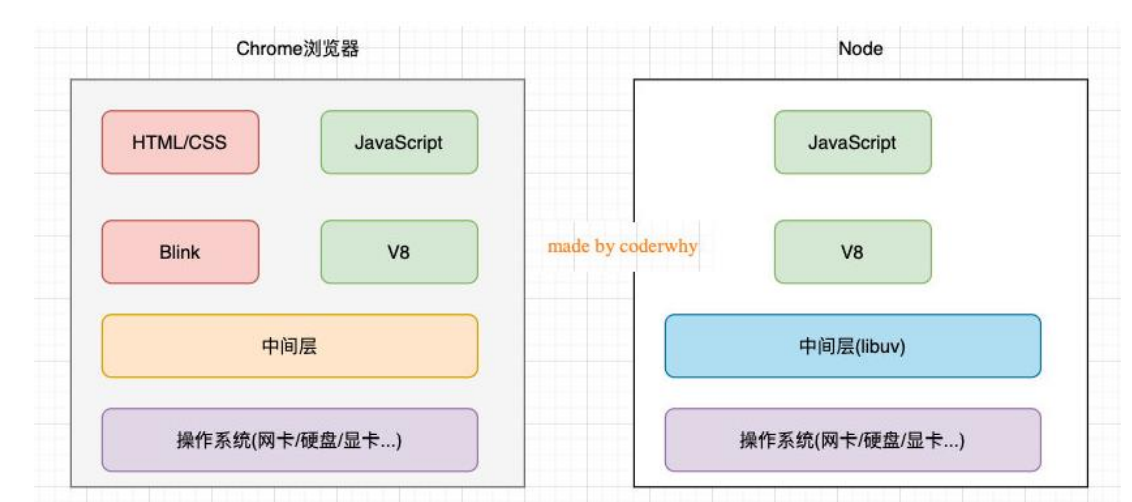 Chrome浏览器
HTML/CSS
JavaScript
Blink
V8
中间层
操作系统(网卡/硬盘/显卡...)
made by coderwhy
Node
JavaScript
V8
中间层(libuv)
操作系统(网卡/硬盘/显卡...)